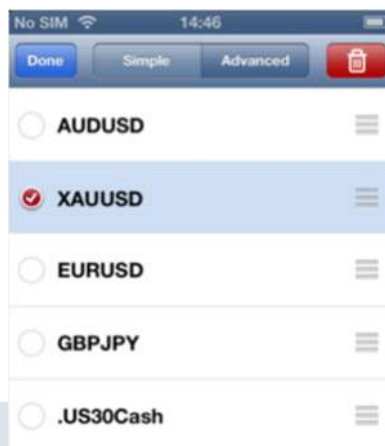 No SIM 14:46
Done Simple Advanced
AUDUSD
XAUUSD
EURUSD
GBPJPY
.US30Cash